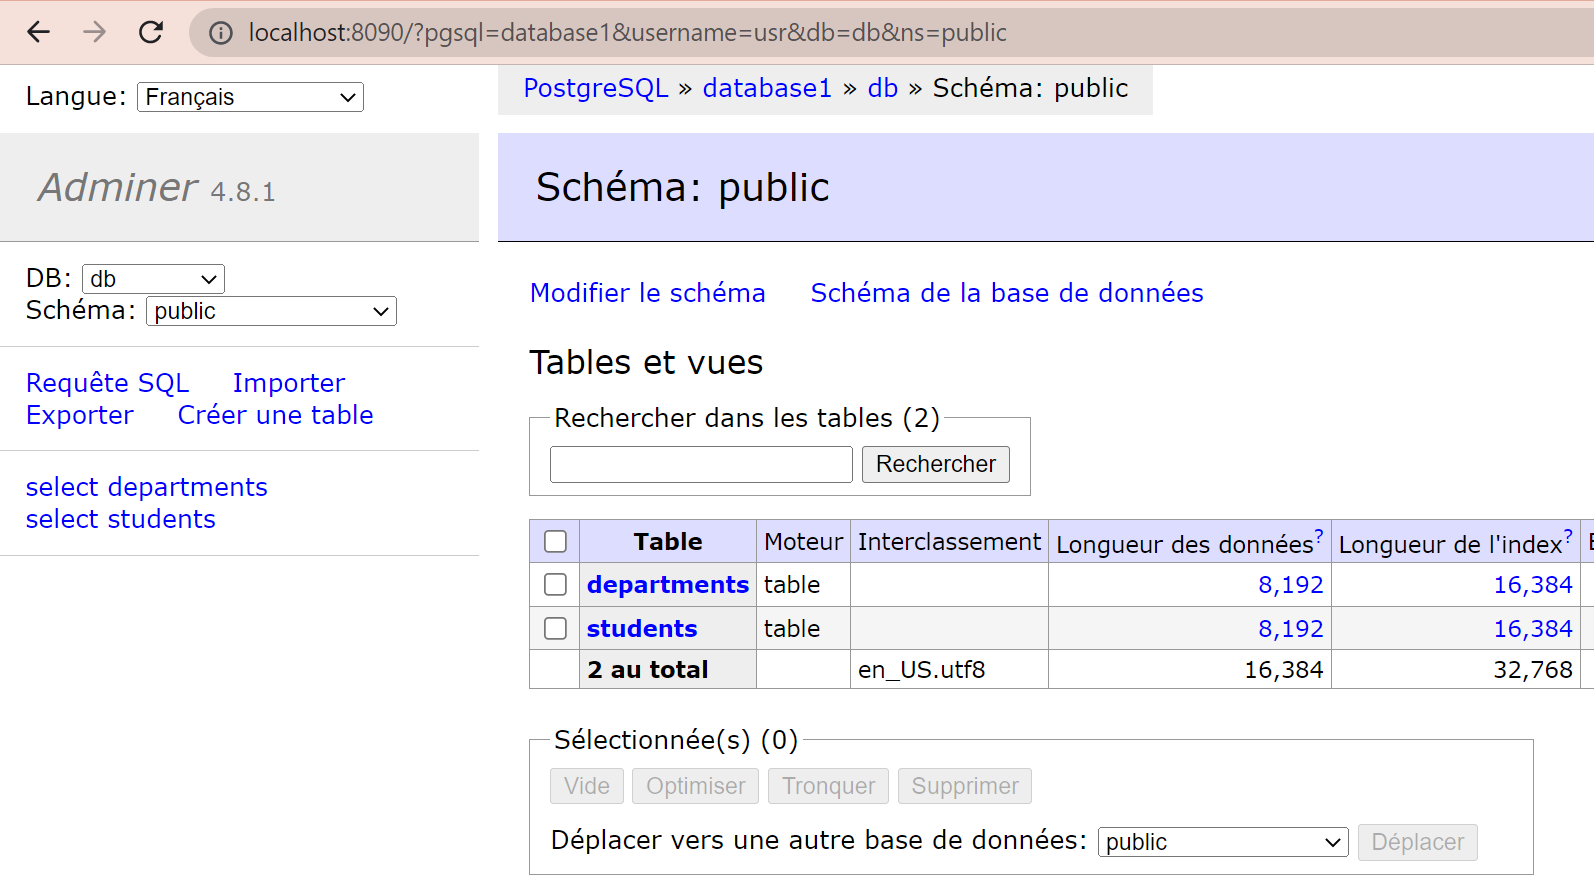 localhost:8090/?pgsql=database1&username=usr&db=db&ns=public
Langue: Français
PostgreSQL » database1 » db » Schéma: public
Adminer 4.8.1
Schéma: public
DB: db
Schéma: public
Modifier le schéma Schéma de la base de données
Requête SQL Importer
Exporter Créer une table
select departments
select students
Tables et vues
Rechercher dans les tables (2)
Rechercher
Table Moteur Interclassement Longueur des données? Longueur de l'index?
departments table 8,192 16,384
students table 8,192 16,384
2 au total en_US.utf8 16,384 32,768
Sélectionnée(s) (0)
Vide Optimiser Tronquer Supprimer
Déplacer vers une autre base de données: public Déplacer